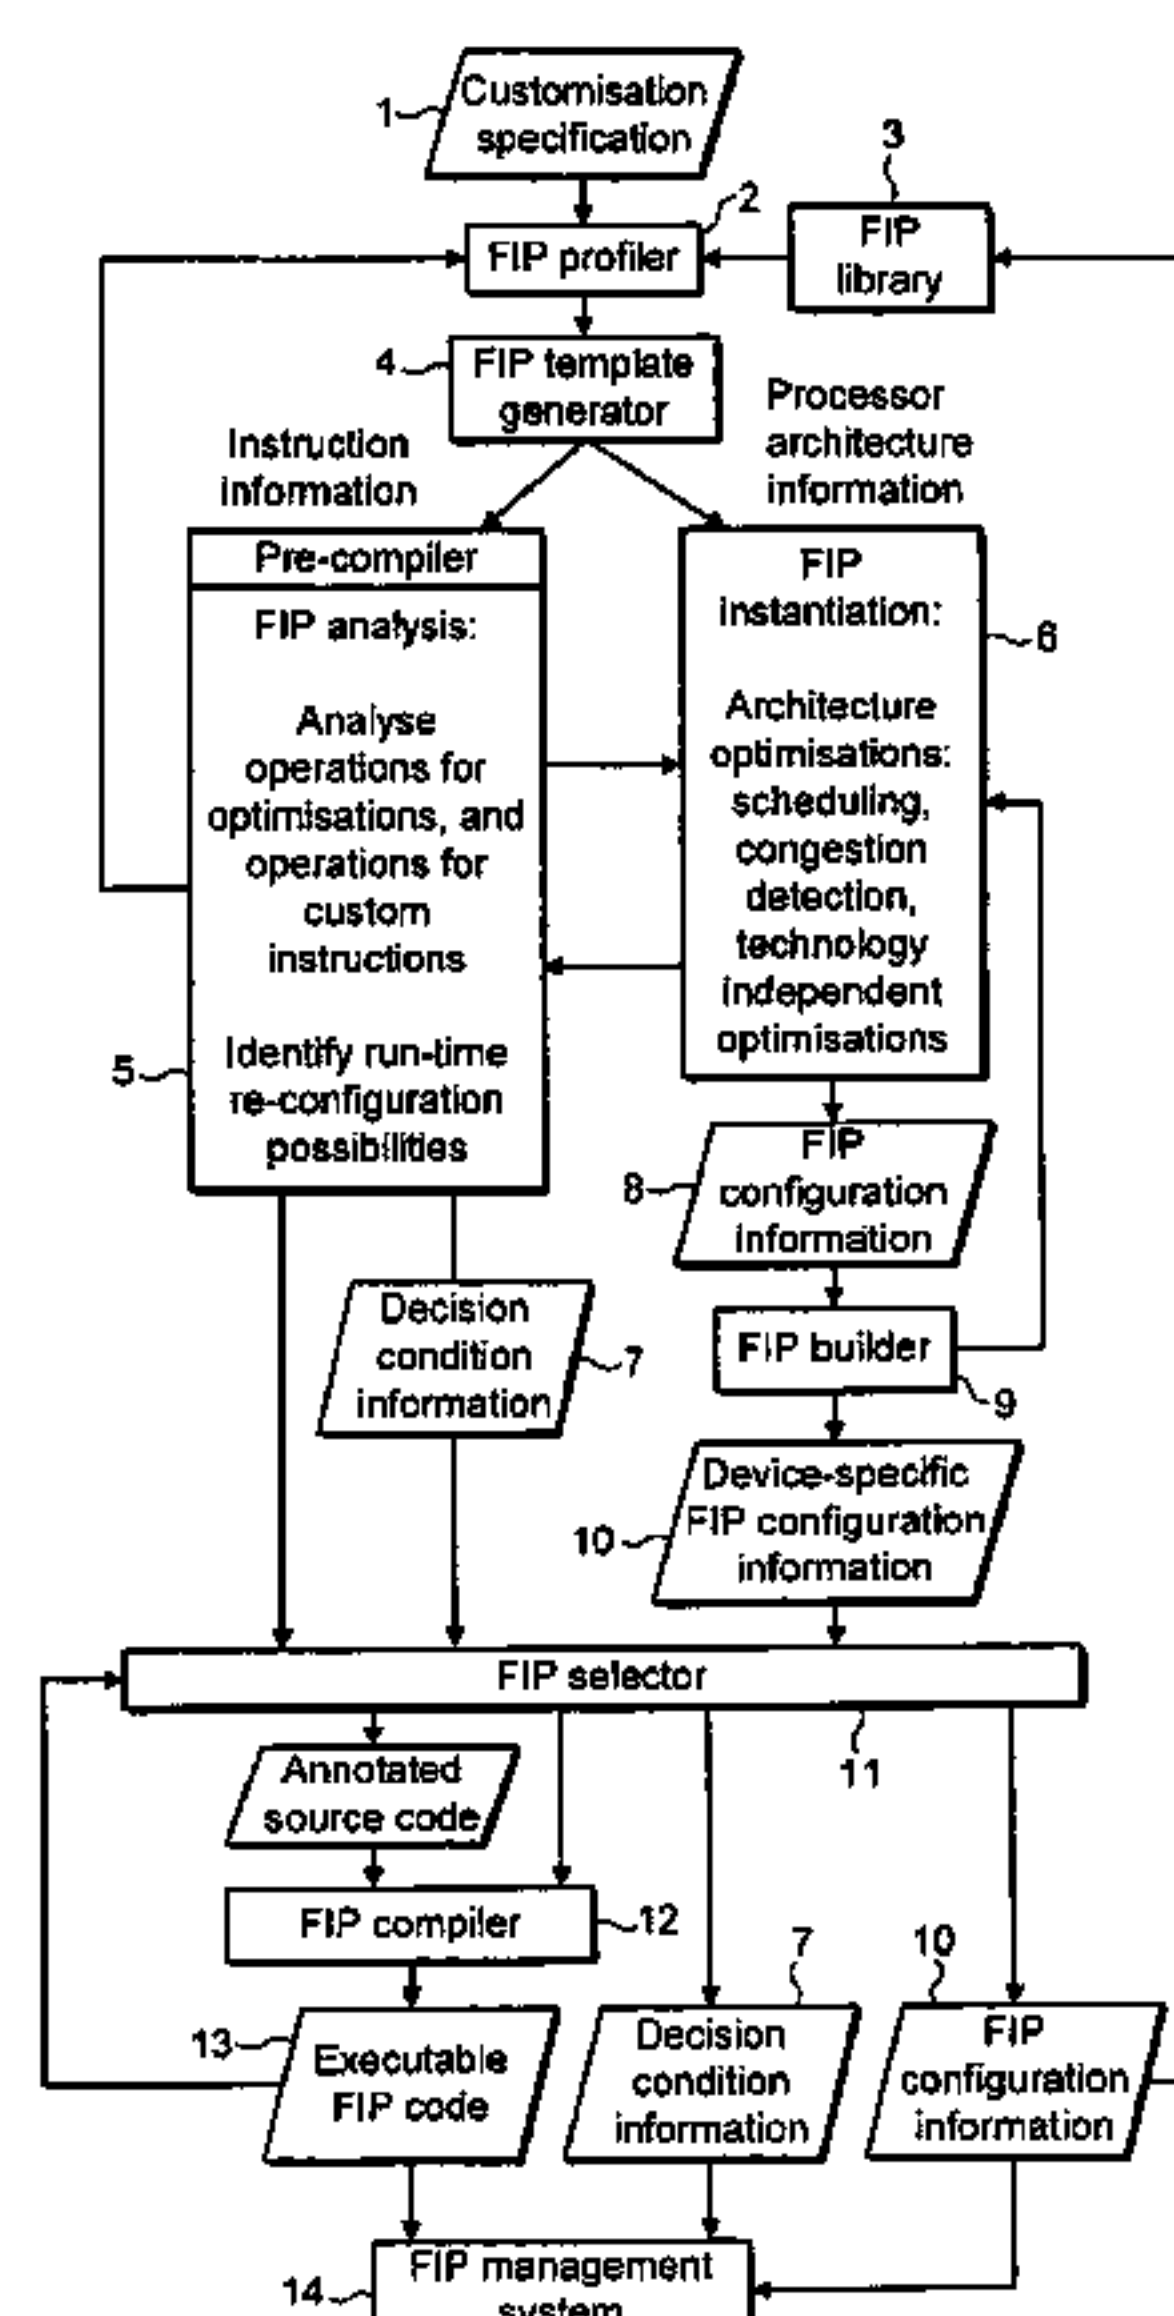 Customisation
specification
1
2
3
FIP profiler
FIP
library
4
FIP template
generator
Processor
architecture
information
Instruction
information
Pre-compiler
FIP analysis:
Analyse
operations for
optimisations, and
operations for
custom
instructions
Identify run-time
re-configuration
possibilities
5
FIP
instantiation:
Architecture
optimisations:
scheduling,
congestion
detection,
technology
independent
optimisations
6
FIP
configuration
information
8
Decision
condition
information
7
FIP builder
9
Device-specific
FIP configuration
information
10
FIP selector
11
Annotated
source code
FIP compiler
12
13
Executable
FIP code
7
Decision
condition
information
10
FIP
configuration
information
FIP management
system
14